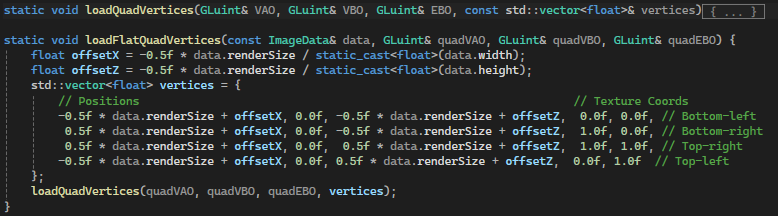 static void loadQuadVertices(GLuint& VAO, GLuint& VBO, GLuint& EBO, const std::vector<float>& vertices) { ... }
static void loadFlatQuadVertices(const ImageData& data, GLuint& quadVAO, GLuint& quadVBO, GLuint& quadEBO) {
    float offsetX = -0.5f * data.renderSize / static_cast<float>(data.width);
    float offsetZ = -0.5f * data.renderSize / static_cast<float>(data.height);
    std::vector<float> vertices = {
        // Positions                                                          // Texture Coords
        -0.5f * data.renderSize + offsetX, 0.0f, -0.5f * data.renderSize + offsetZ,  0.0f, 0.0f, // Bottom-left
         0.5f * data.renderSize + offsetX, 0.0f, -0.5f * data.renderSize + offsetZ,  1.0f, 0.0f, // Bottom-right
         0.5f * data.renderSize + offsetX, 0.0f, 0.5f * data.renderSize + offsetZ,  1.0f, 1.0f, // Top-right
        -0.5f * data.renderSize + offsetX, 0.0f, 0.5f * data.renderSize + offsetZ,  0.0f, 1.0f  // Top-left
    };
    loadQuadVertices(quadVAO, quadVBO, quadEBO, vertices);
}